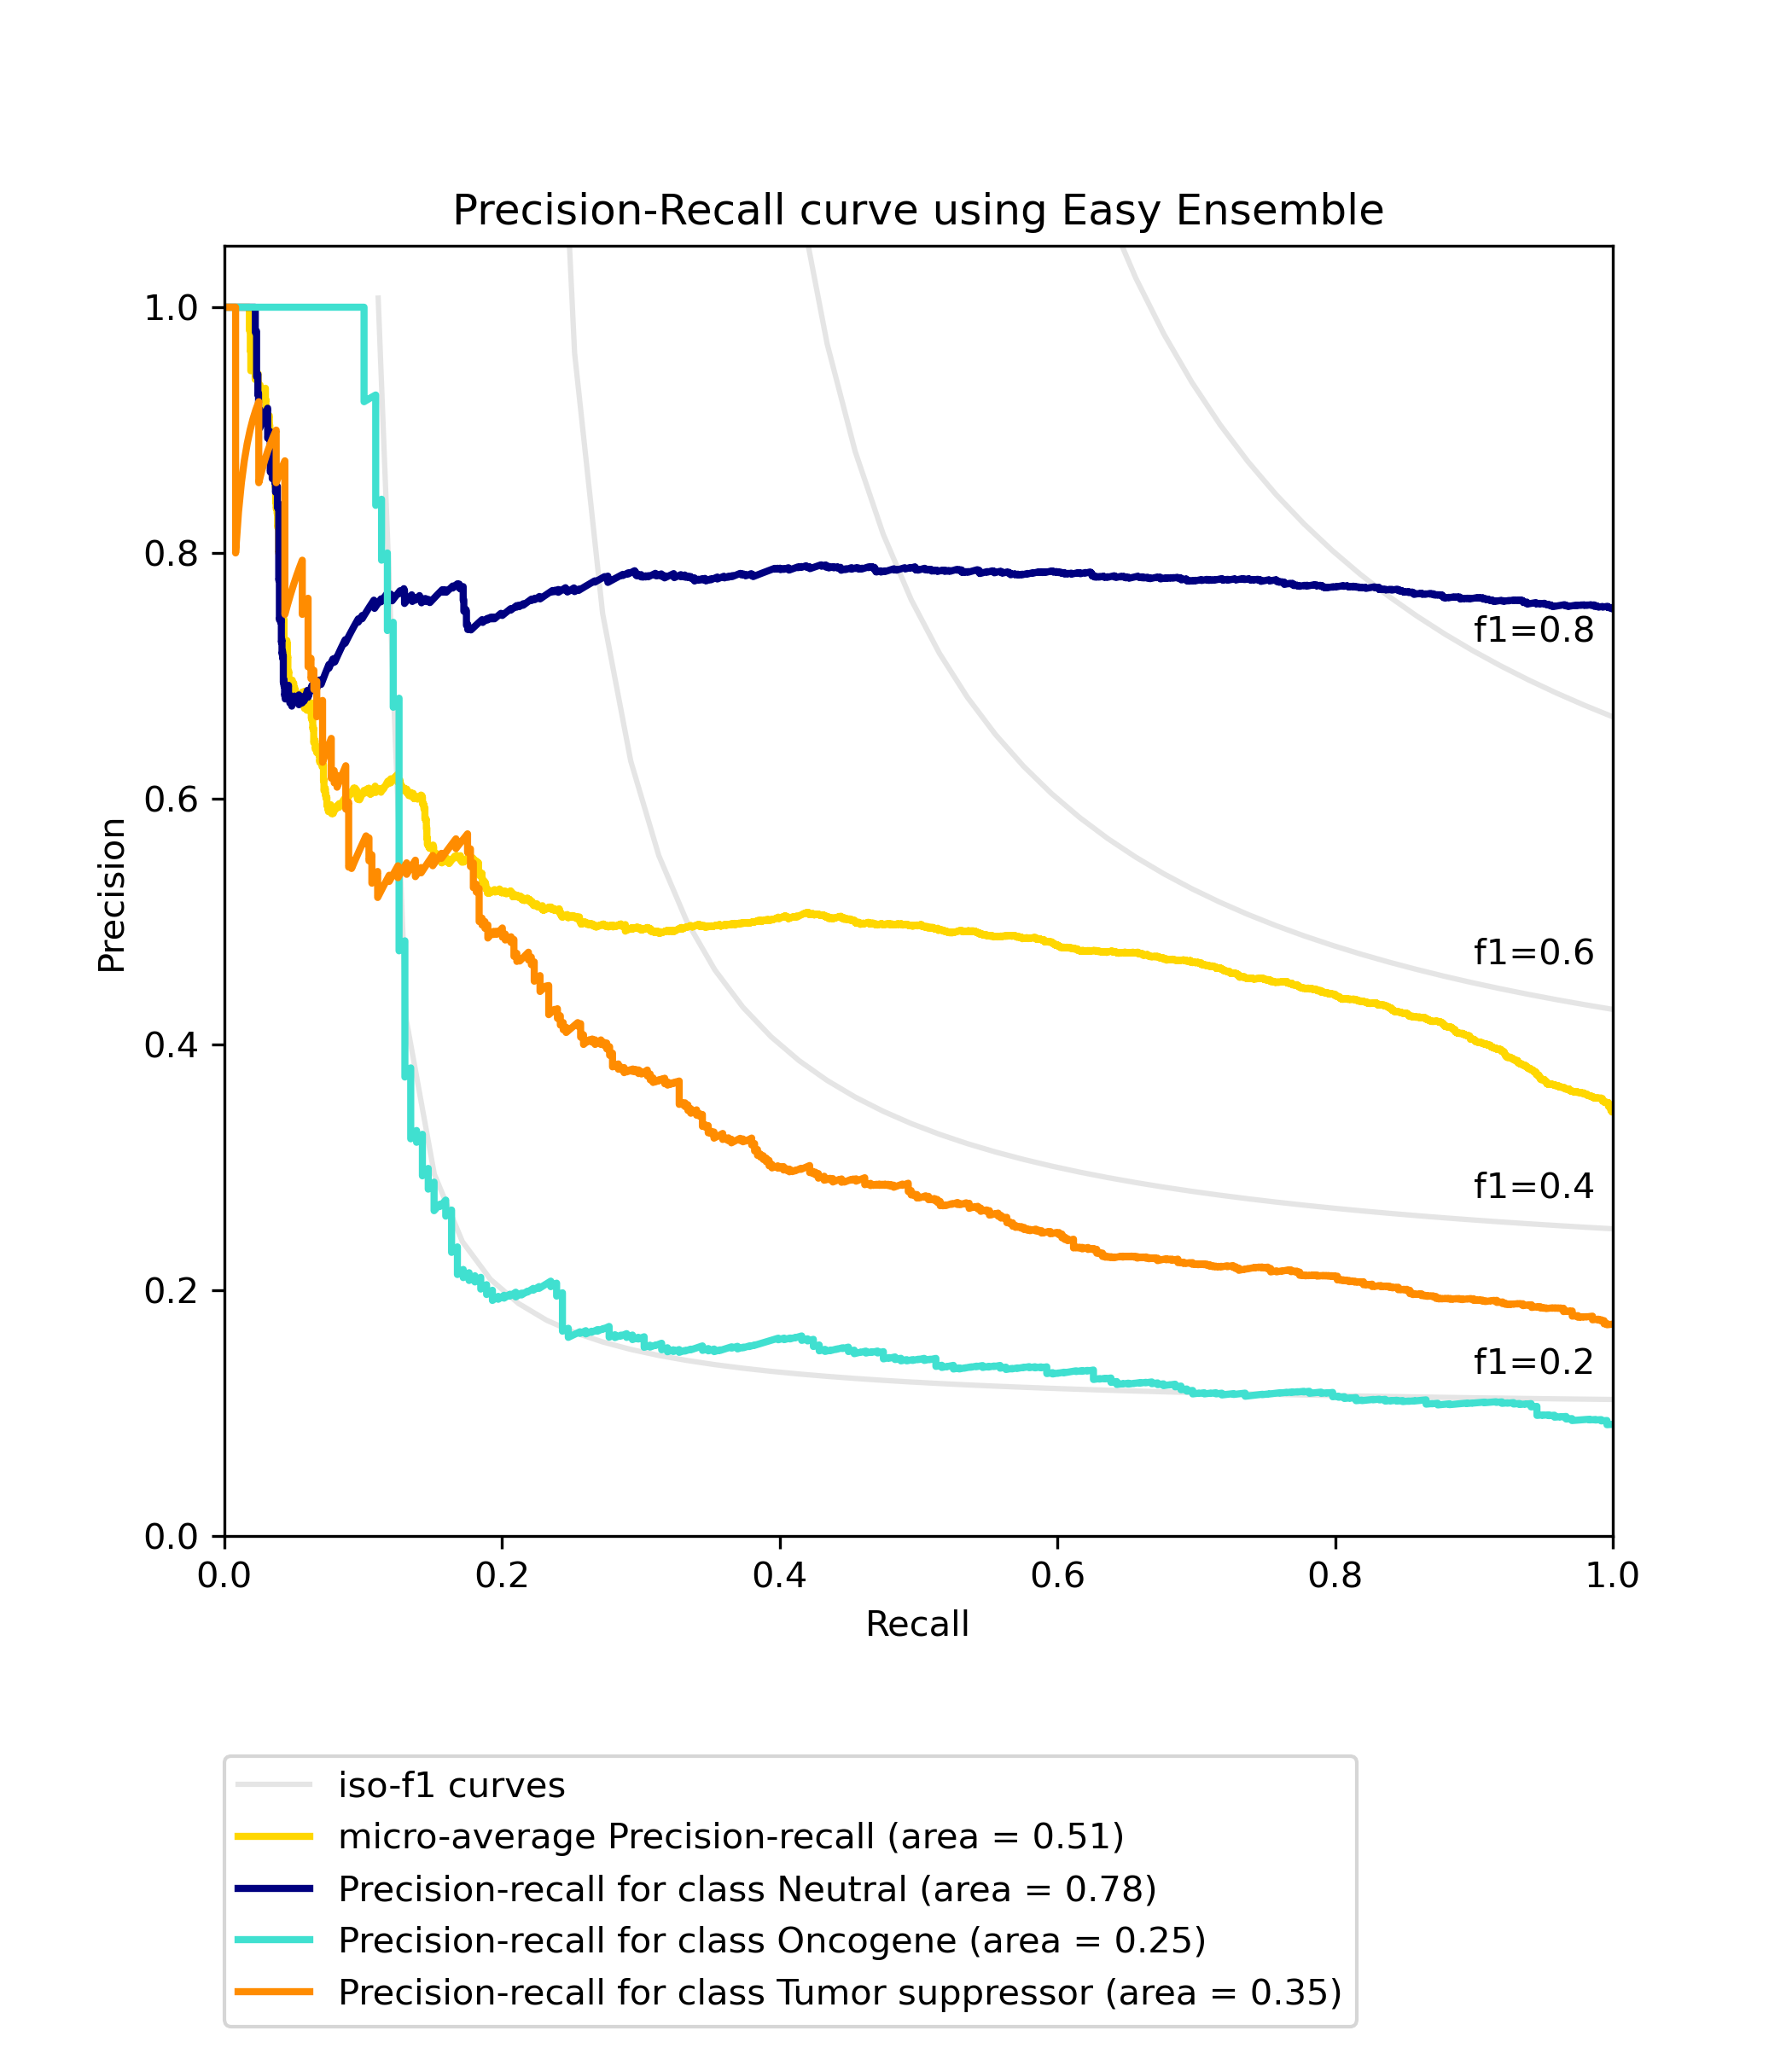 Precision-Recall curve using Easy Ensemble
1.0
0.8
0.6
0.4
0.2
0.0
Precision
f1=0.8
f1=0.6
f1=0.4
f1=0.2
0.0 0.2 0.4 0.6 0.8 1.0
Recall
iso-f1 curves
micro-average Precision-recall (area = 0.51)
Precision-recall for class Neutral (area = 0.78)
Precision-recall for class Oncogene (area = 0.25)
Precision-recall for class Tumor suppressor (area = 0.35)